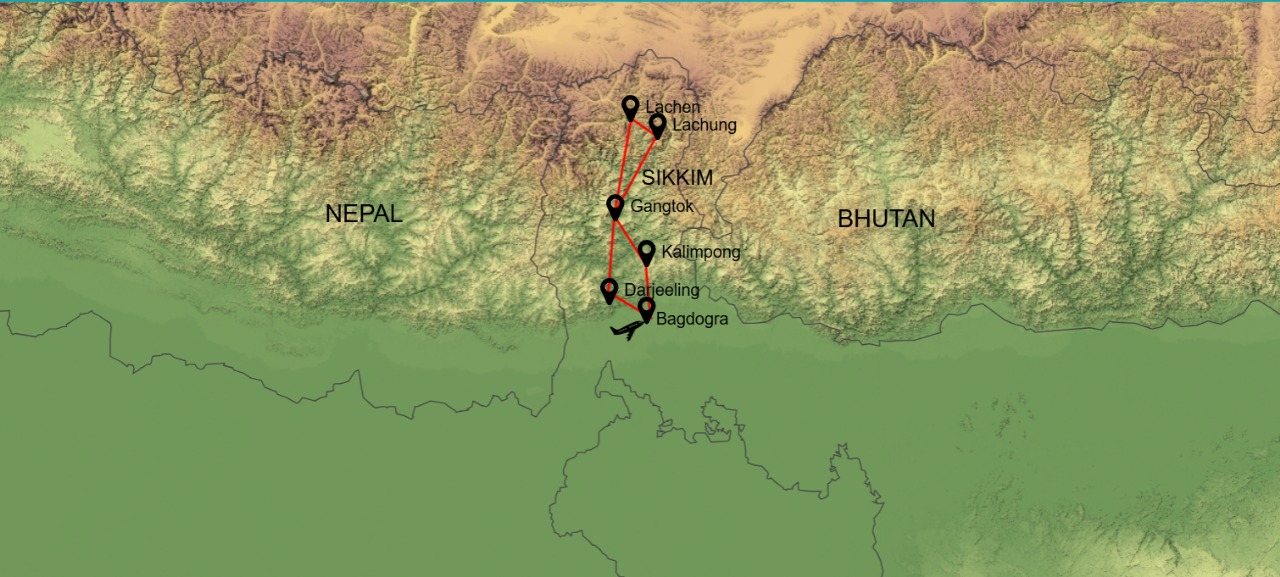 Lachen
Lachung
SIKKIM
Gangtok
NEPAL
BHUTAN
Kalimpong
Darjeeling
Bagdogra